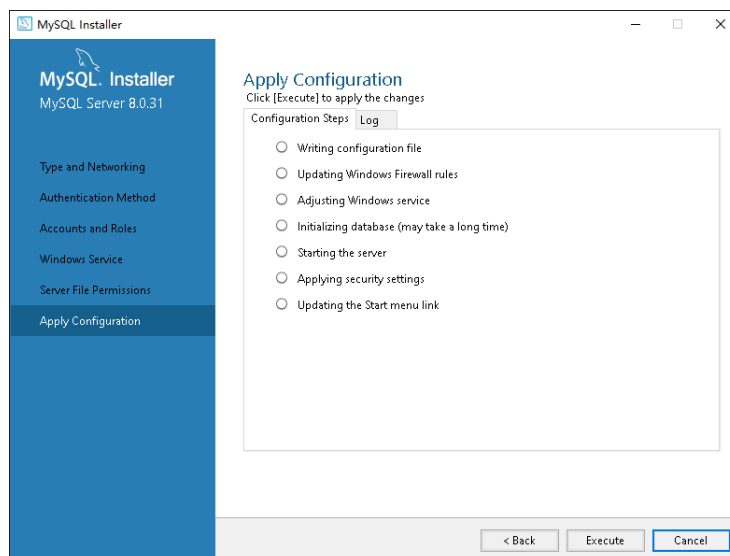 MySQL Installer
MySQL. Installer
MySQL Server 8.0.31
Type and Networking
Authentication Method
Accounts and Roles
Windows Service
Server File Permissions
Apply Configuration
Apply Configuration
Click [Execute] to apply the changes
Configuration Steps Log
Writing configuration file
Updating Windows Firewall rules
Adjusting Windows service
Initializing database (may take a long time)
Starting the server
Applying security settings
Updating the Start menu link
< Back Execute Cancel